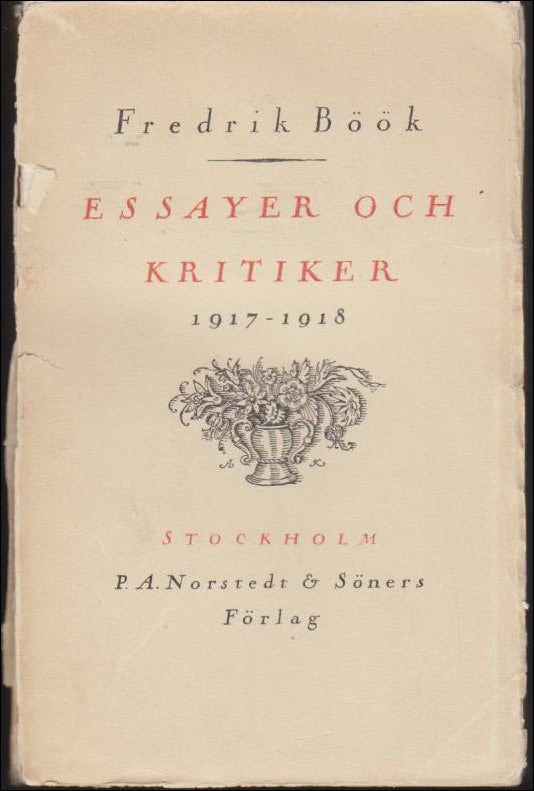 Fredrik Böök
ESSAYER OCH
KRITIKER
1917-1918
A K
STOCKHOLM
P. A. Norstedt & Söners
Förlag